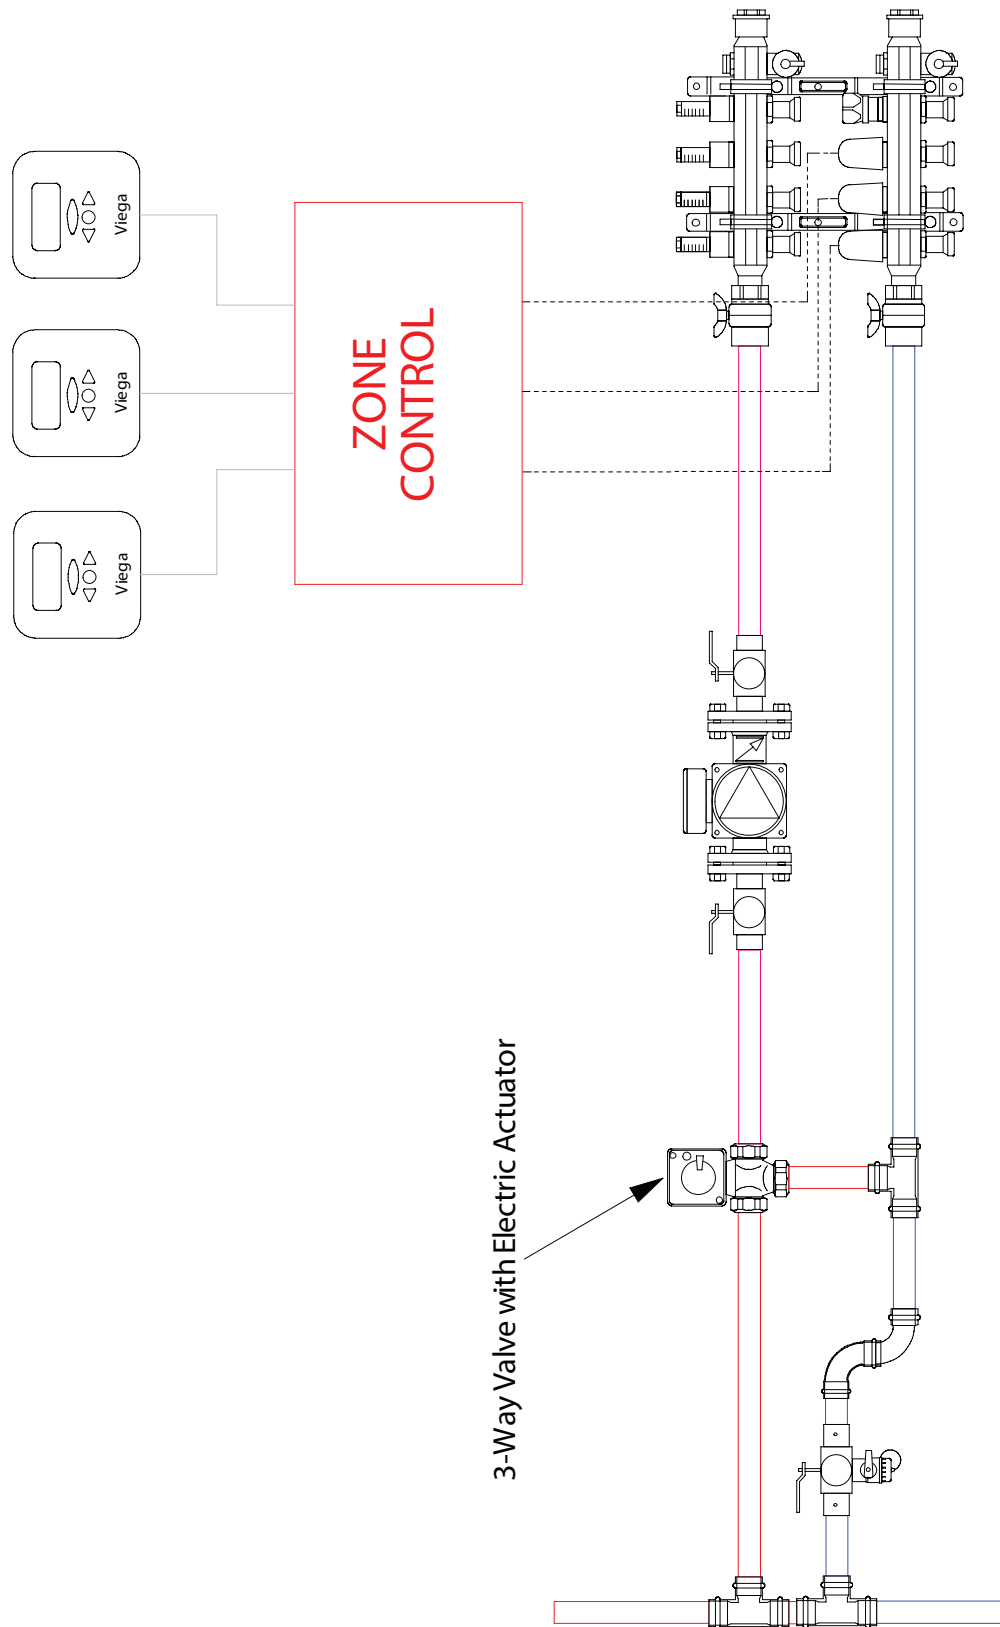 Viega
Viega
Viega
ZONE
CONTROL
3-Way Valve with Electric Actuator